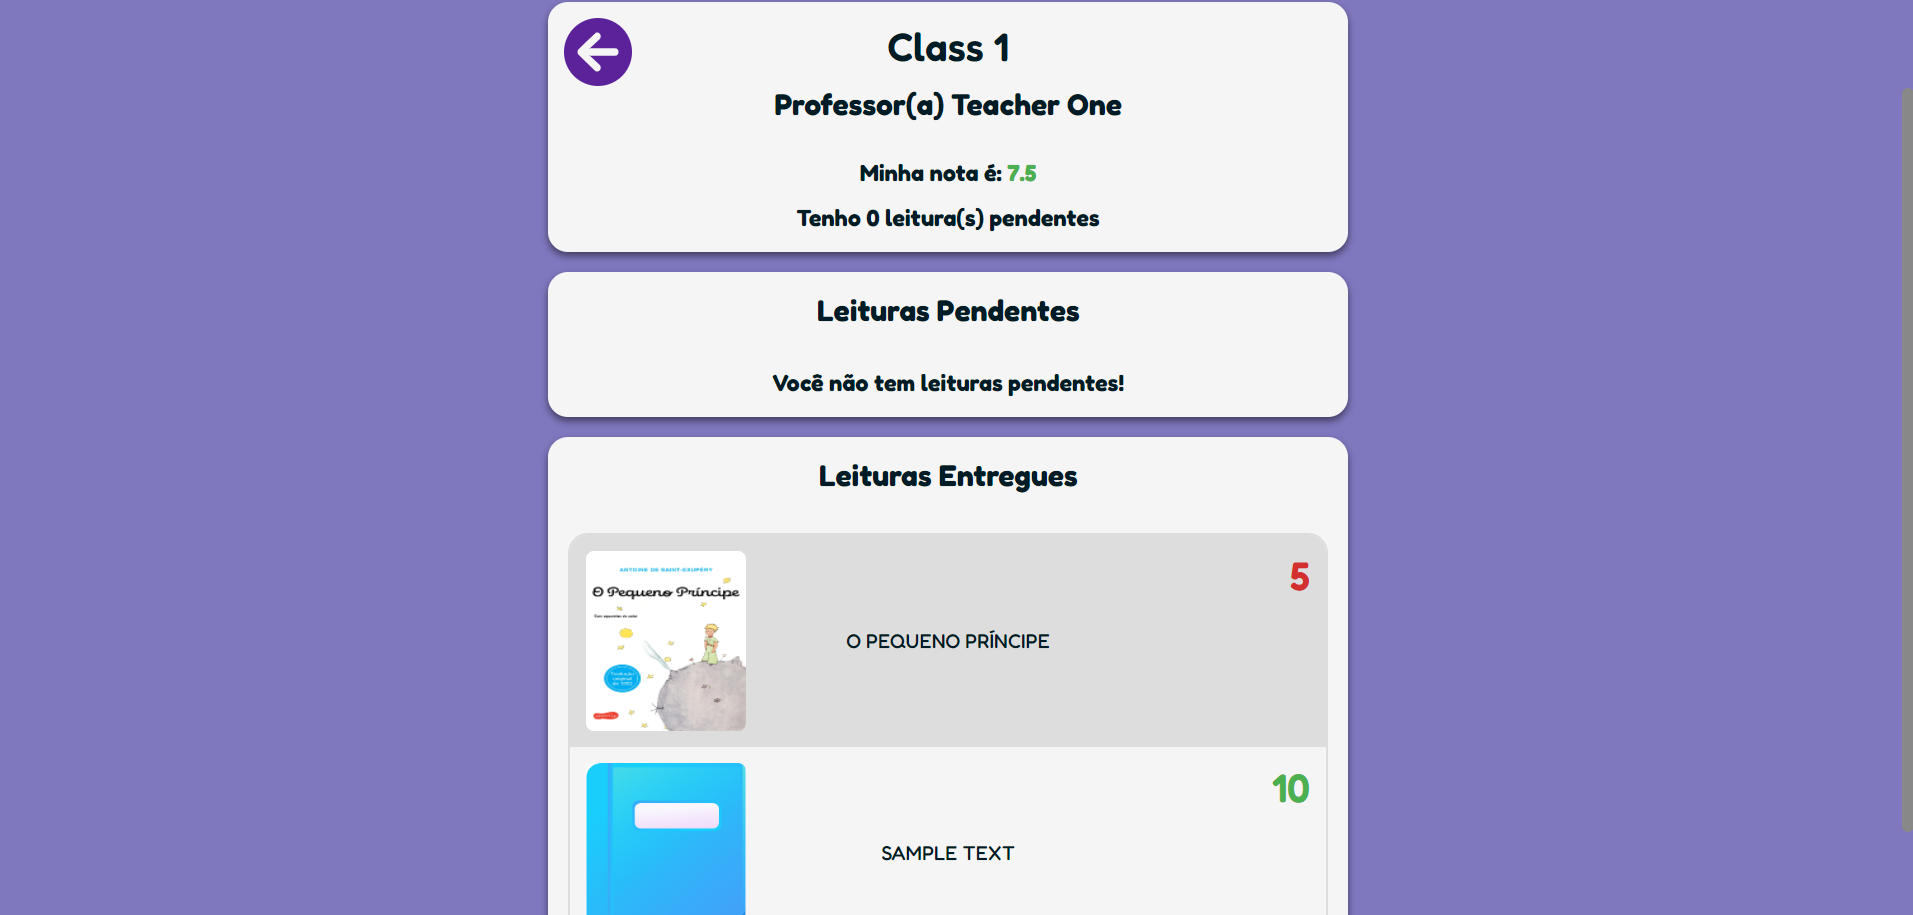 Class 1
Professor(a) Teacher One
Minha nota é: 7.5
Tenho 0 leitura(s) pendentes
Leituras Pendentes
Você não tem leituras pendentes!
Leituras Entregues
ANTOINE DE SAINT-EXUPÉRY
O Pequeno Príncipe
5
O PEQUENO PRÍNCIPE
10
SAMPLE TEXT